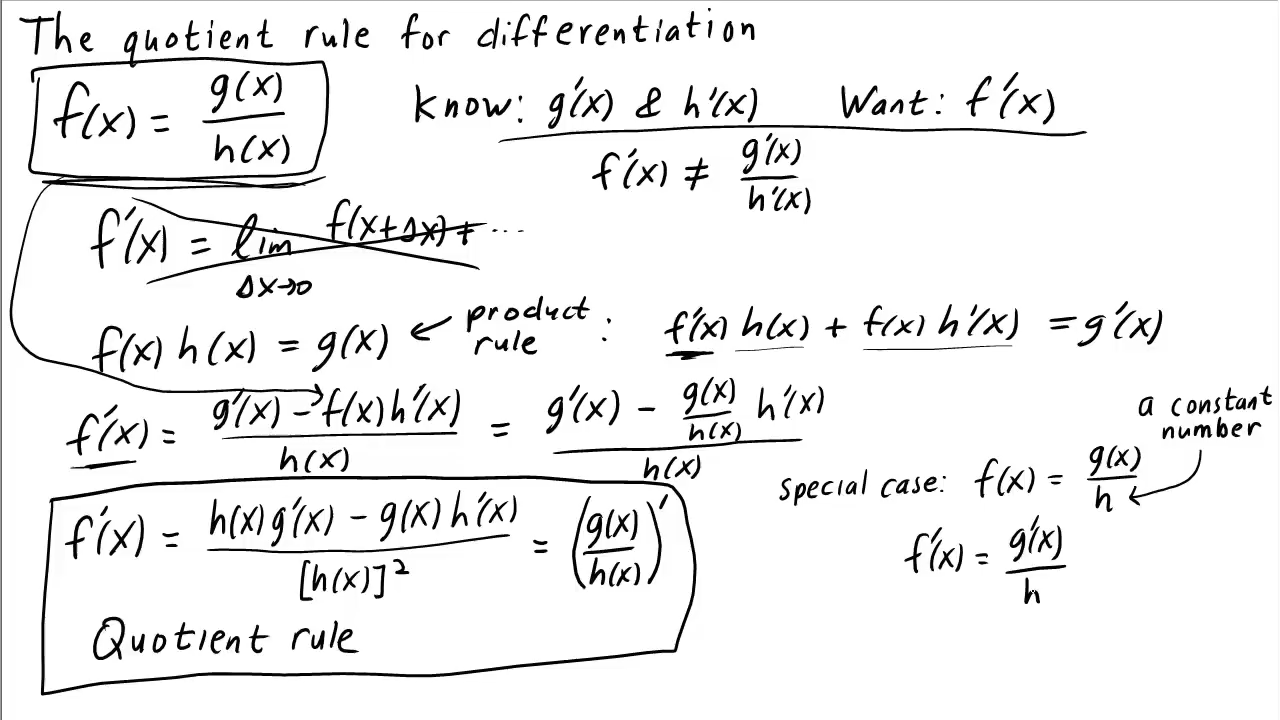 The quotient rule for differentiation
f(x) = g(x)/h(x)
Know: g'(x) & h'(x) Want: f'(x)
f'(x) ≠ g'(x)/h'(x)
f'(x) = lim Δx→0 f(x+Δx) + ...
f(x) h(x) = g(x) ← product rule : f'(x) h(x) + f(x) h'(x) = g'(x)
f'(x) = (g'(x) - f(x) h'(x))/h(x) = (g'(x) - g(x)/h(x) h'(x))/h(x)
f'(x) = (h(x) g'(x) - g(x) h'(x))/[h(x)]² = (g(x)/h(x))'
Quotient rule
a constant
number
special case: f(x) = g(x)/h
f'(x) = g'(x)/h